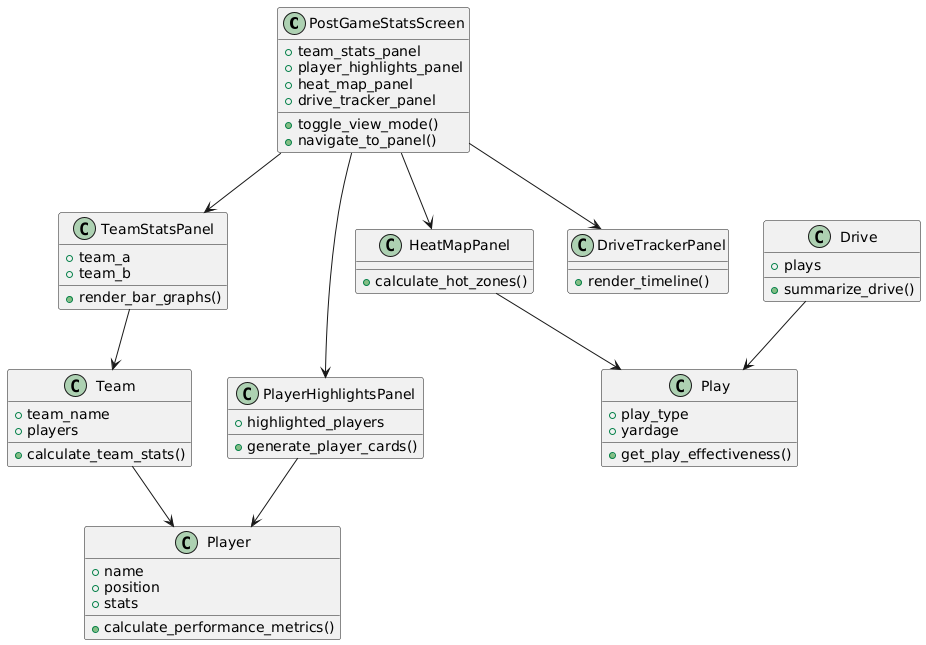 C PostGameStatsScreen
team_stats_panel
player_highlights_panel
heat_map_panel
drive_tracker_panel
toggle_view_mode()
navigate_to_panel()
C TeamStatsPanel
team_a
team_b
render_bar_graphs()
C HeatMapPanel
calculate_hot_zones()
C DriveTrackerPanel
render_timeline()
C Drive
plays
summarize_drive()
C Team
team_name
players
calculate_team_stats()
C PlayerHighlightsPanel
highlighted_players
generate_player_cards()
C Play
play_type
yardage
get_play_effectiveness()
C Player
name
position
stats
calculate_performance_metrics()